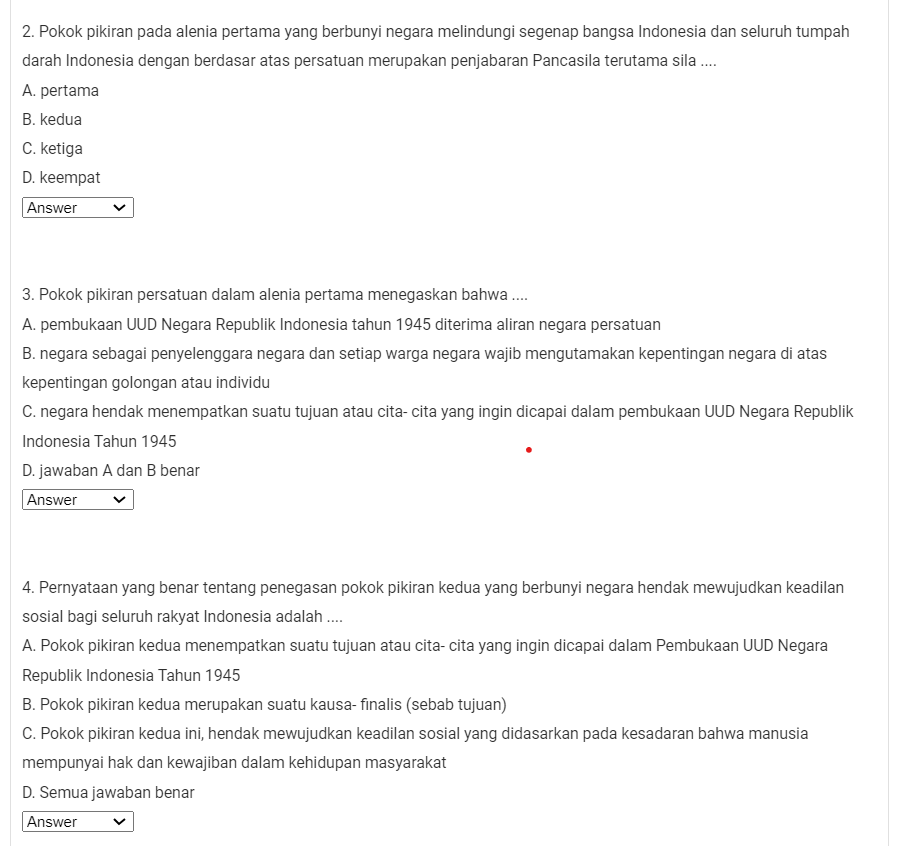 2. Pokok pikiran pada alenia pertama yang berbunyi negara melindungi segenap bangsa Indonesia dan seluruh tumpah
darah Indonesia dengan berdasar atas persatuan merupakan penjabaran Pancasila terutama sila ....
A. pertama
B. kedua
C. ketiga
D. keempat
Answer
3. Pokok pikiran persatuan dalam alenia pertama menegaskan bahwa ....
A. pembukaan UUD Negara Republik Indonesia tahun 1945 diterima aliran negara persatuan
B. negara sebagai penyelenggara negara dan setiap warga negara wajib mengutamakan kepentingan negara di atas
kepentingan golongan atau individu
C. negara hendak menempatkan suatu tujuan atau cita- cita yang ingin dicapai dalam pembukaan UUD Negara Republik
Indonesia Tahun 1945
D. jawaban A dan B benar
Answer
4. Pernyataan yang benar tentang penegasan pokok pikiran kedua yang berbunyi negara hendak mewujudkan keadilan
sosial bagi seluruh rakyat Indonesia adalah ....
A. Pokok pikiran kedua menempatkan suatu tujuan atau cita- cita yang ingin dicapai dalam Pembukaan UUD Negara
Republik Indonesia Tahun 1945
B. Pokok pikiran kedua merupakan suatu kausa- finalis (sebab tujuan)
C. Pokok pikiran kedua ini, hendak mewujudkan keadilan sosial yang didasarkan pada kesadaran bahwa manusia
mempunyai hak dan kewajiban dalam kehidupan masyarakat
D. Semua jawaban benar
Answer